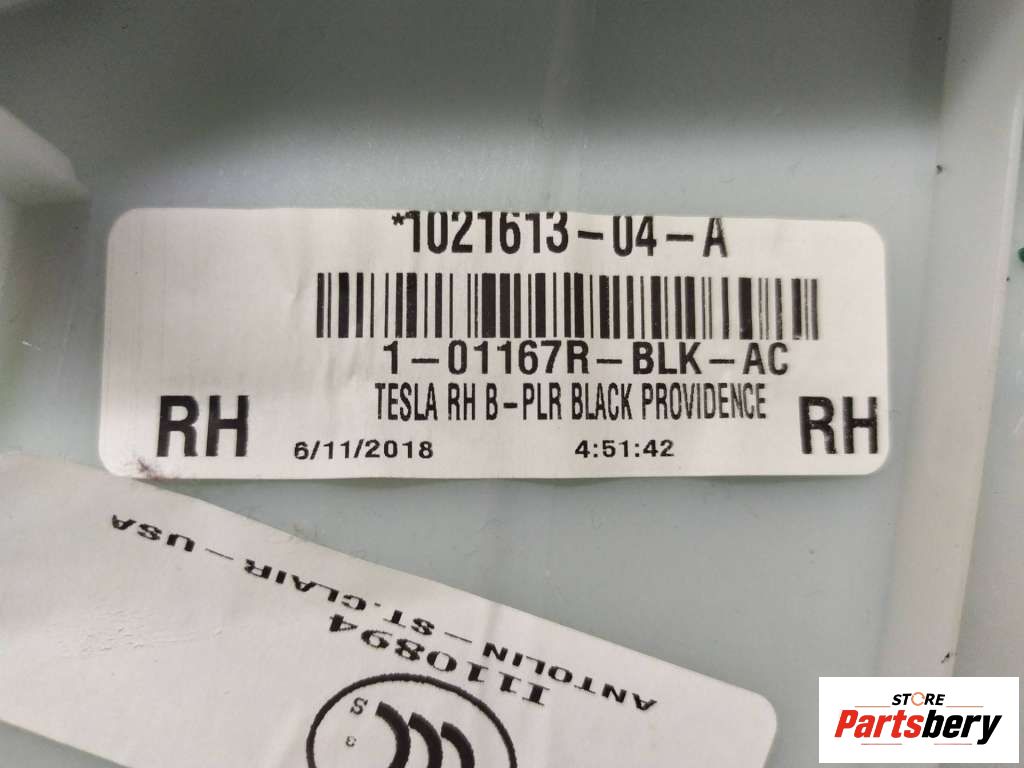 *1021613-04-A
1-01167R-BLK-AC
TESLA RH B-PLR BLACK PROVIDENCE
RH
6/11/2018
4:51:42
RH
ANTOLIN - ST.CLAIR - USA
1110894
S
STORE
Partsbery